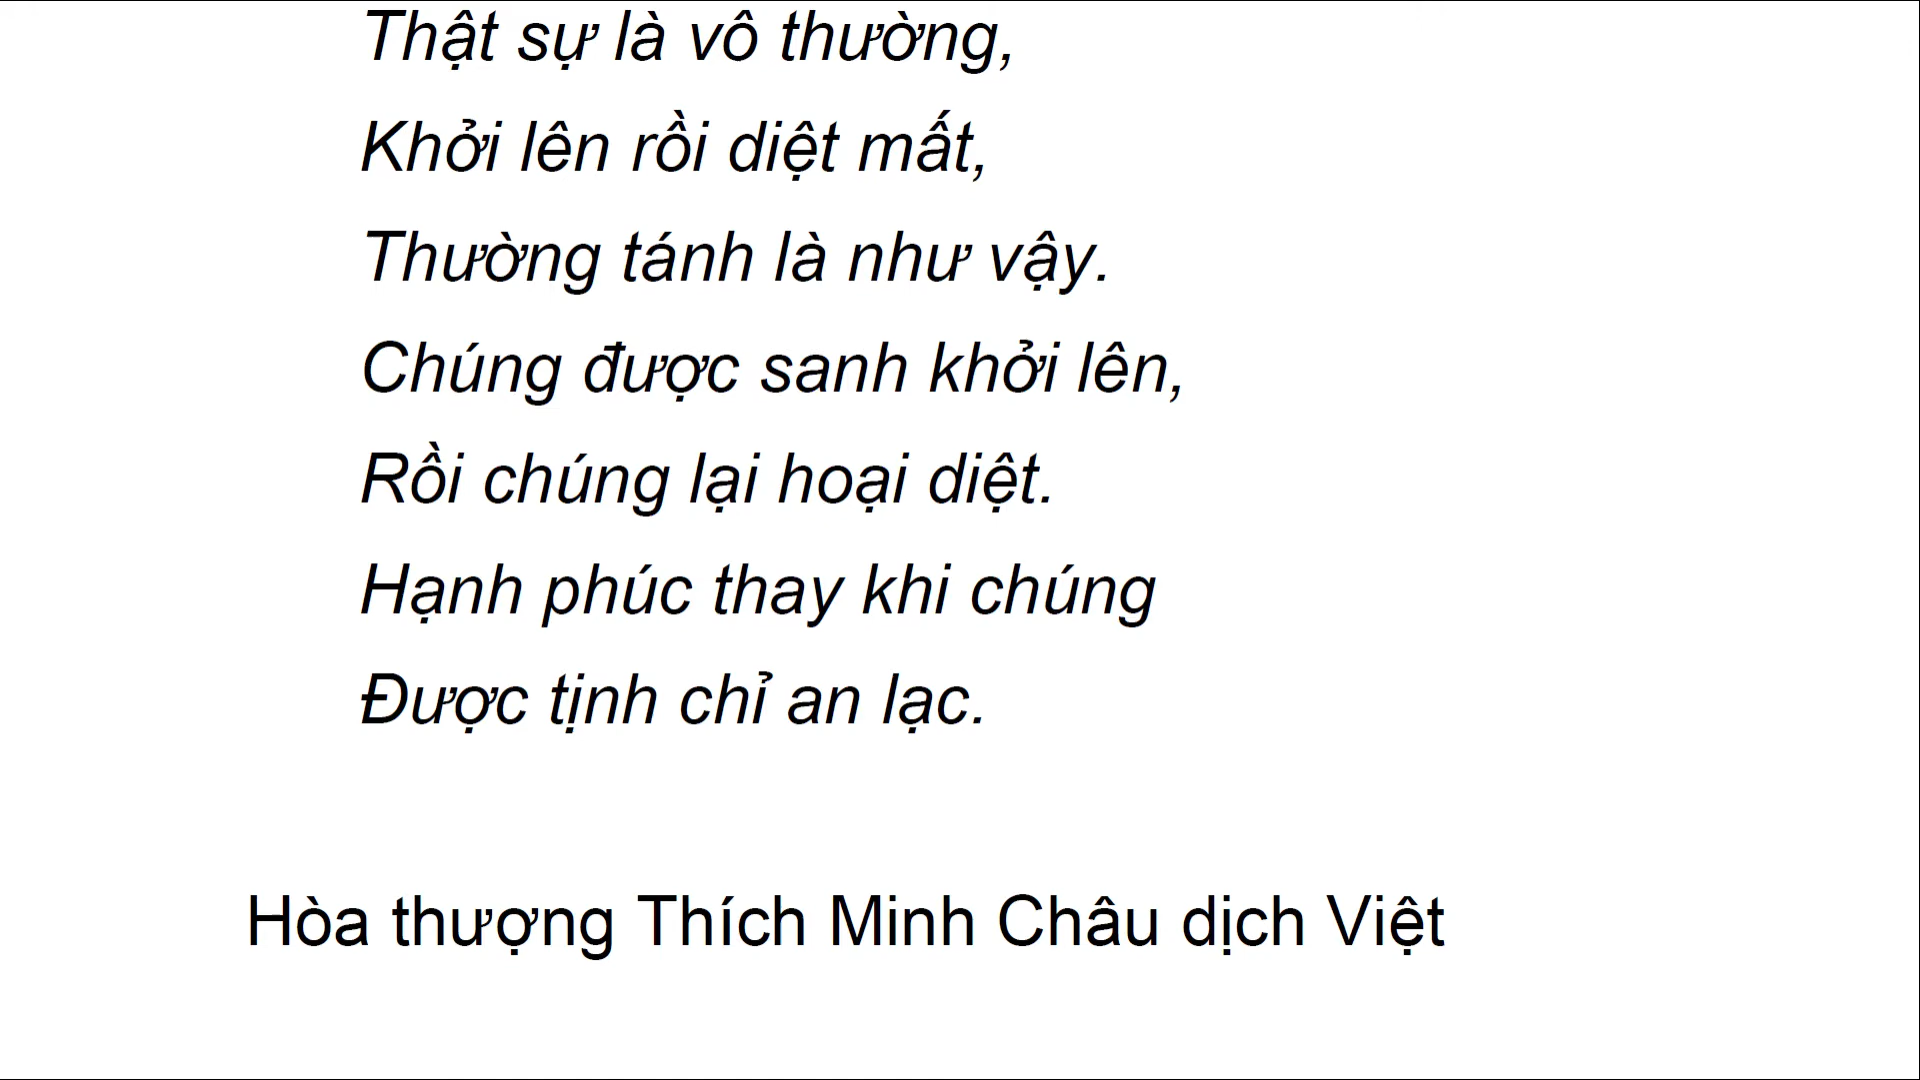 Thật sự là vô thường,
Khởi lên rồi diệt mất,
Thường tánh là như vậy.
Chúng được sanh khởi lên,
Rồi chúng lại hoại diệt.
Hạnh phúc thay khi chúng
Được tịnh chỉ an lạc.
Hòa thượng Thích Minh Châu dịch Việt